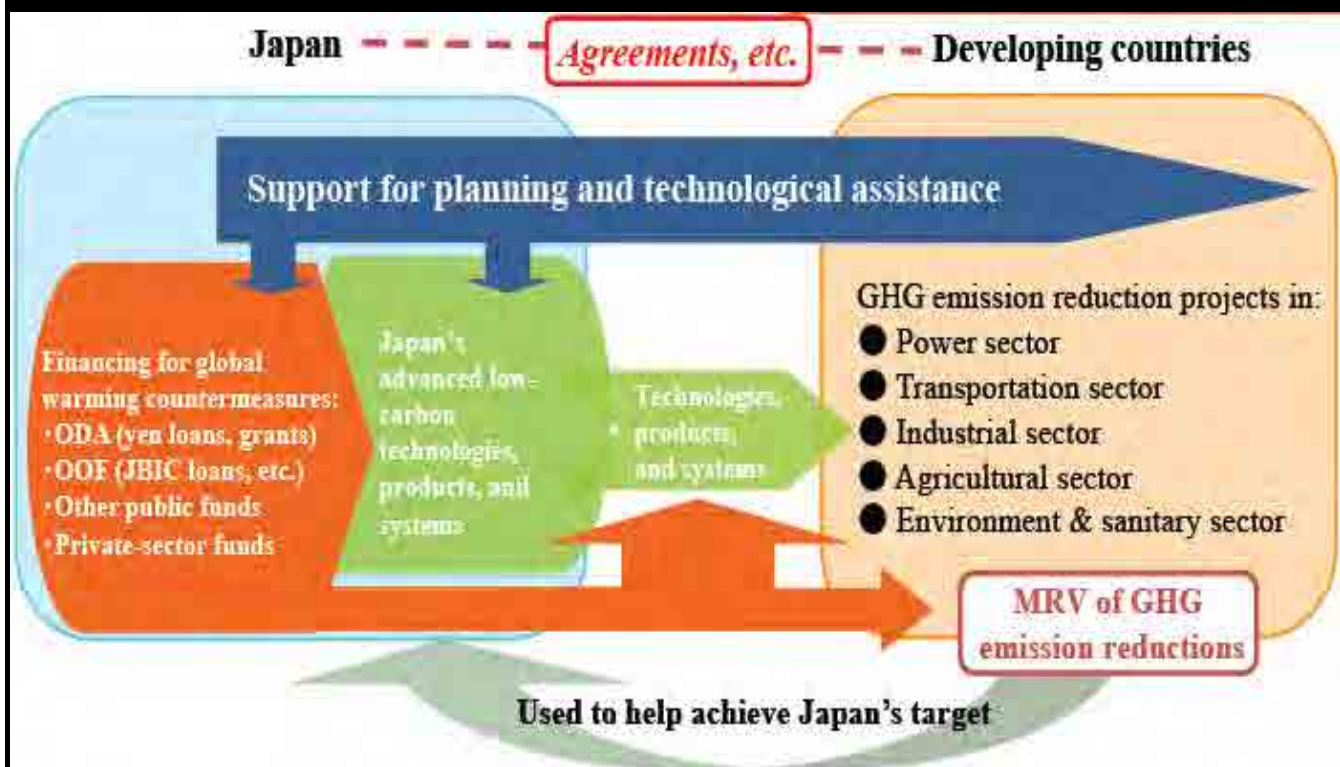 Japan
Agreements, etc.
Developing countries
Support for planning and technological assistance
Financing for global
warming countermeasures:
・ODA (yen loans, grants)
・OOF (JBIC loans, etc.)
・Other public funds
・Private-sector funds
Japan's
advanced low-
carbon
technologies,
products, and
systems
• Technologies,
products,
and systems
GHG emission reduction projects in:
● Power sector
● Transportation sector
● Industrial sector
● Agricultural sector
● Environment & sanitary sector
MRV of GHG
emission reductions
Used to help achieve Japan's target